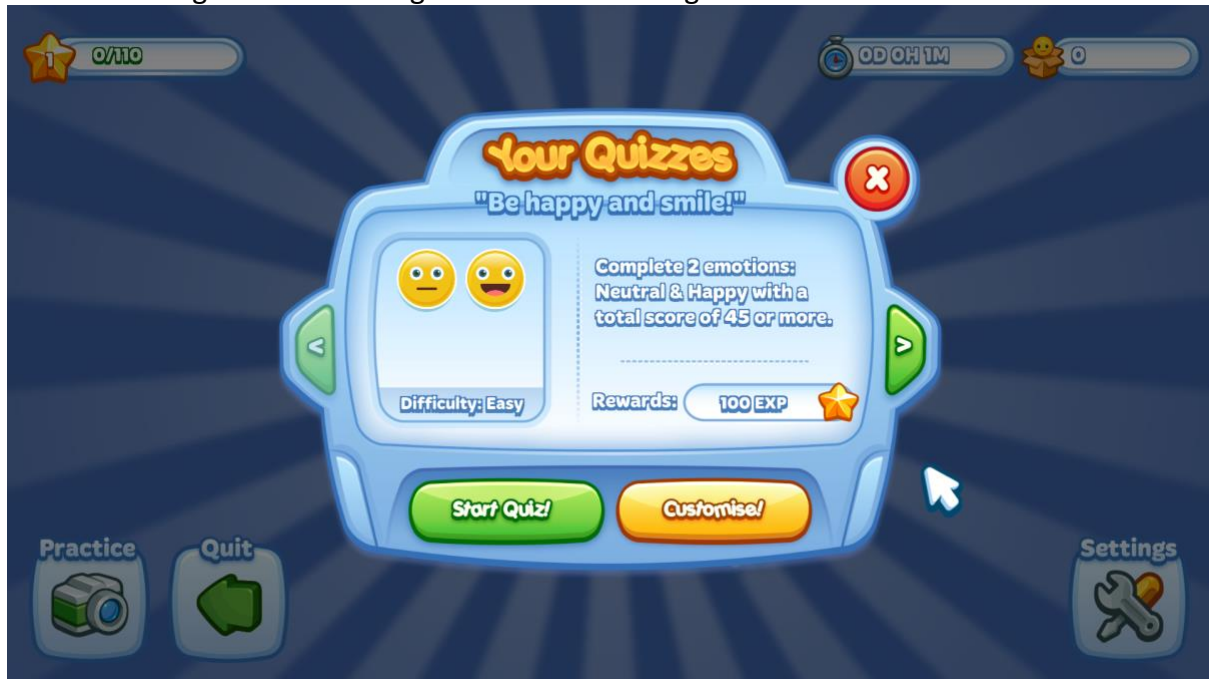 1
0/110
0D 0H 1M
0
Your Quizzes
"Be happy and smile!"
Complete 2 emotions:
Neutral & Happy with a
total score of 45 or more.
<
>
Difficulty: Easy
Rewards: 100 EXP
Start Quiz!
Customise!
Practice
Quit
Settings